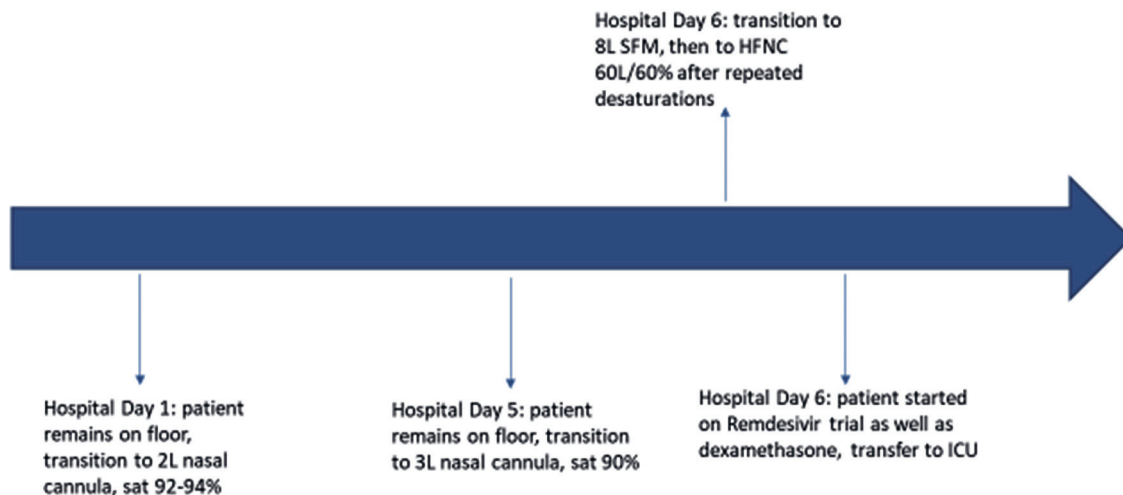 Hospital Day 6: transition to
8L SFM, then to HFNC
60L/60% after repeated
desaturations
Hospital Day 1: patient
remains on floor,
transition to 2L nasal
cannula, sat 92-94%
Hospital Day 5: patient
remains on floor, transition
to 3L nasal cannula, sat 90%
Hospital Day 6: patient started
on Remdesivir trial as well as
dexamethasone, transfer to ICU